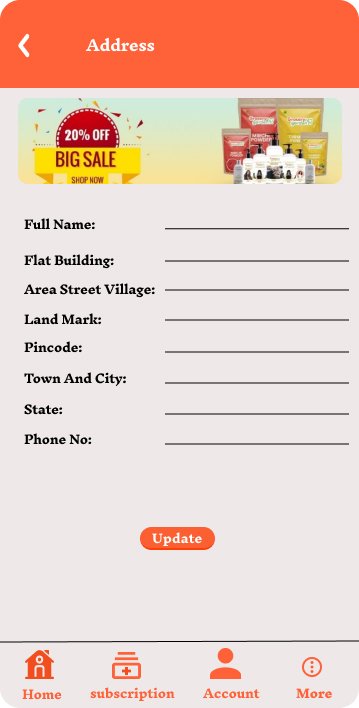 Address
20% OFF
BIG SALE
SHOP NOW
Full Name:
Flat Building:
Area Street Village:
Land Mark:
Pincode:
Town And City:
State:
Phone No:
Update
Home
subscription
Account
More